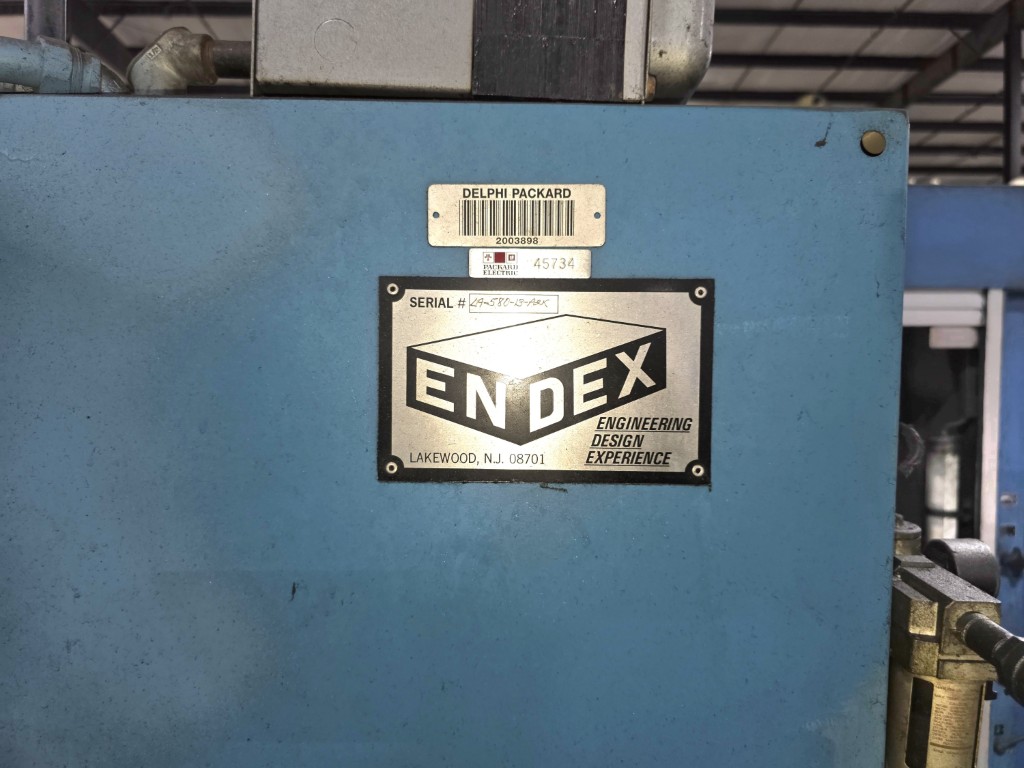 DELPHI PACKARD
2003898
PACKARD
ELECTRIC
45734
SERIAL #
ENDEX
ENGINEERING
DESIGN
EXPERIENCE
LAKEWOOD, N.J. 08701